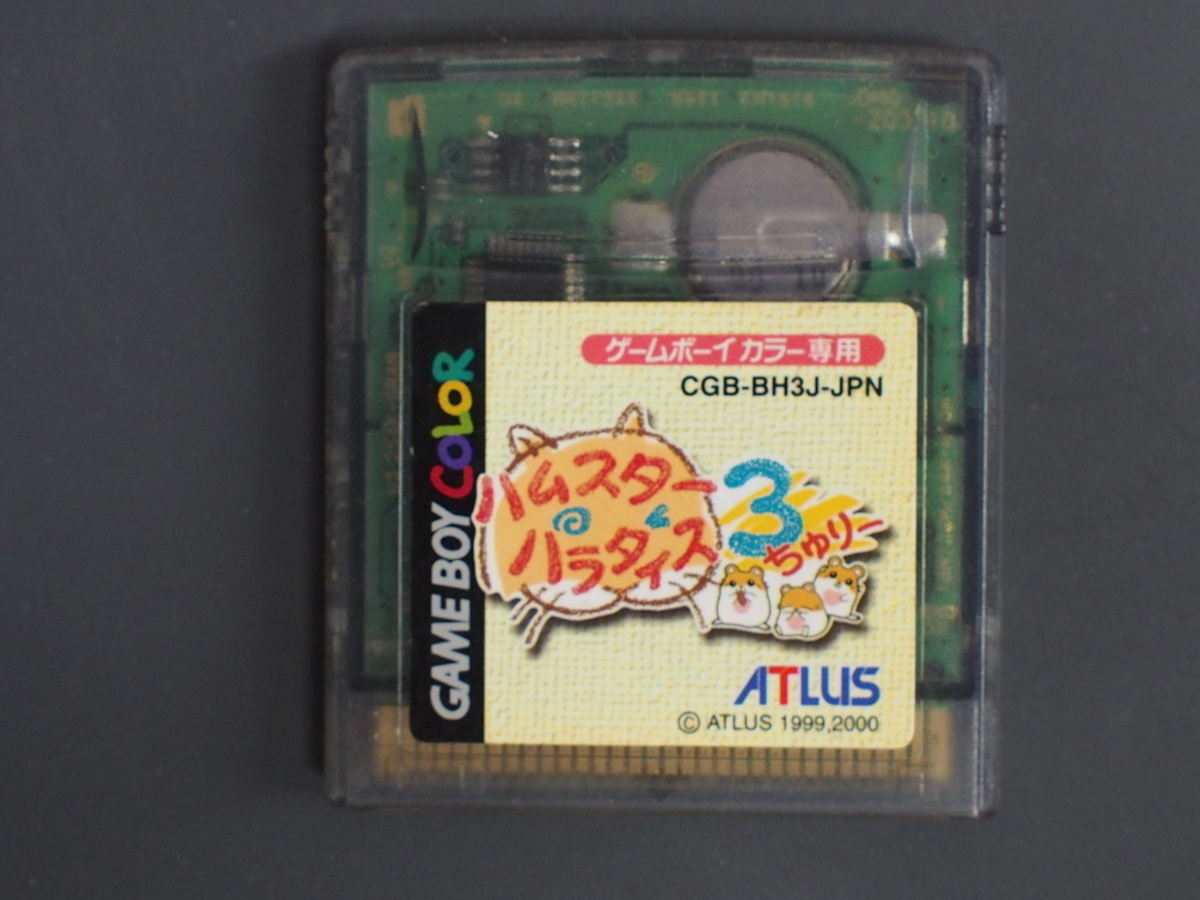 GAME BOY COLOR
ゲームボーイカラー専用
CGB-BH3J-JPN
ハムスター
パラダイス
3
ちゅりー
ATLUS
© ATLUS 1999,2000